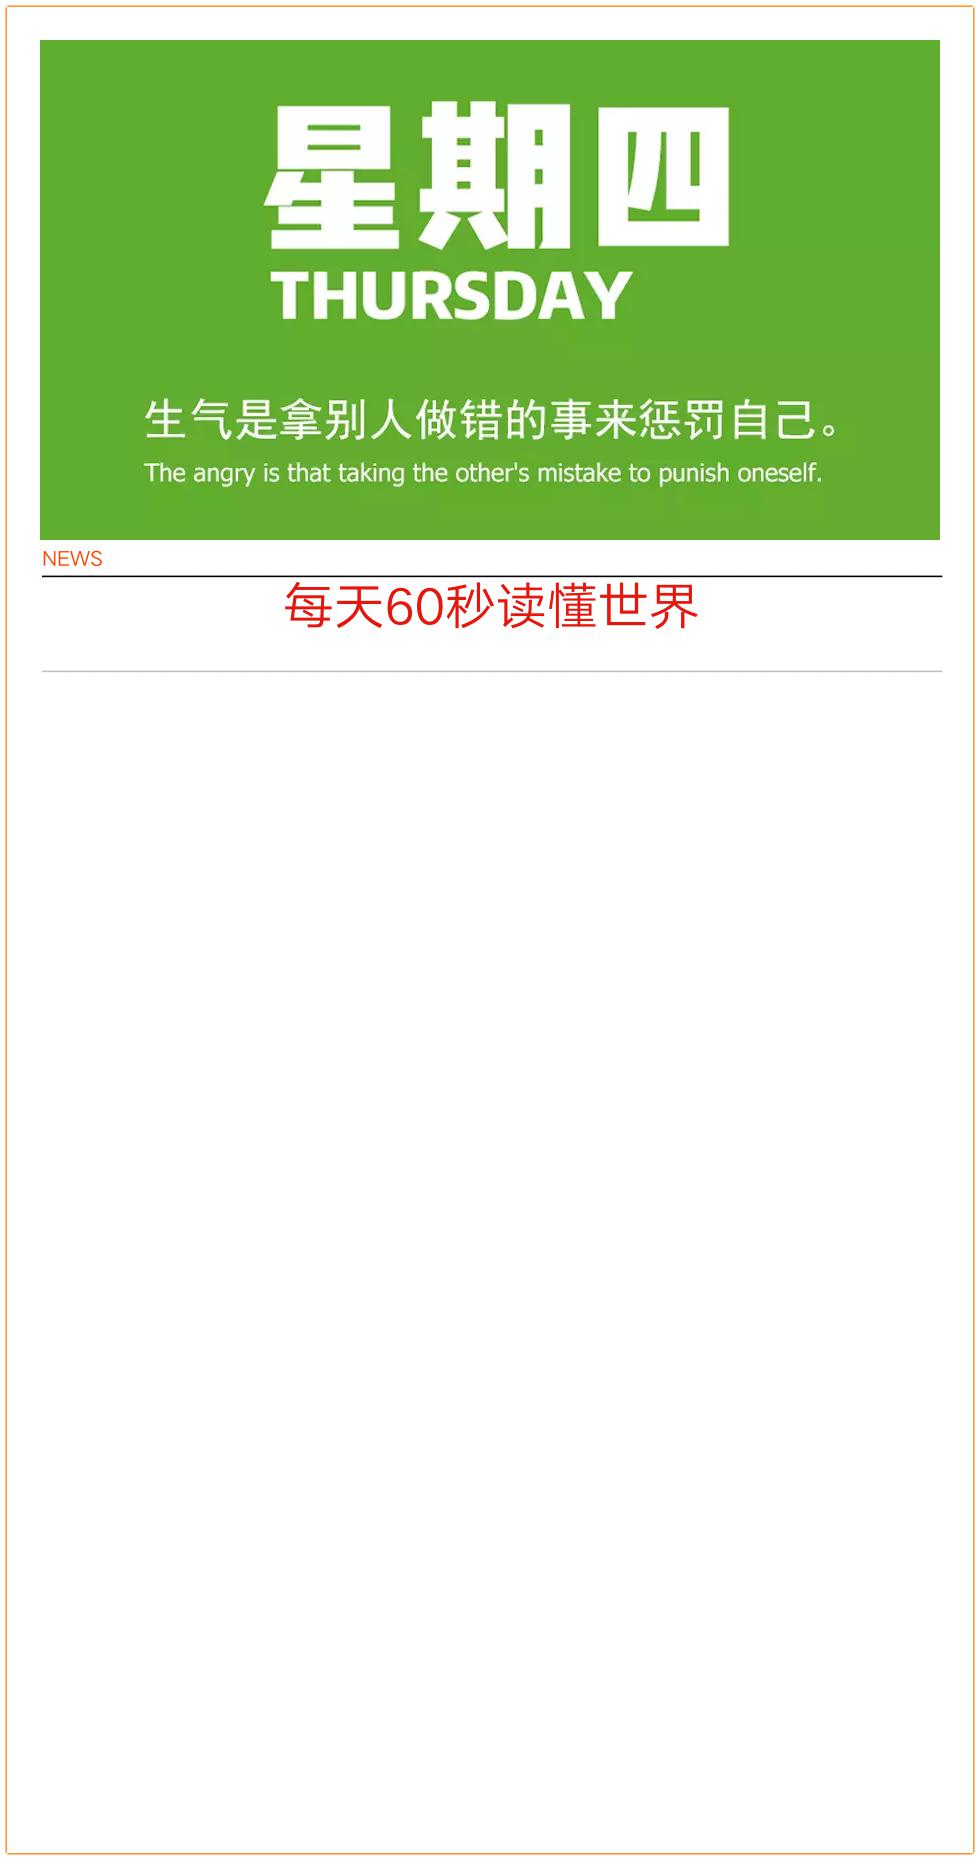 星期四
THURSDAY
生气是拿别人做错的事来惩罚自己。
The angry is that taking the other's mistake to punish oneself.
NEWS
每天60秒读懂世界